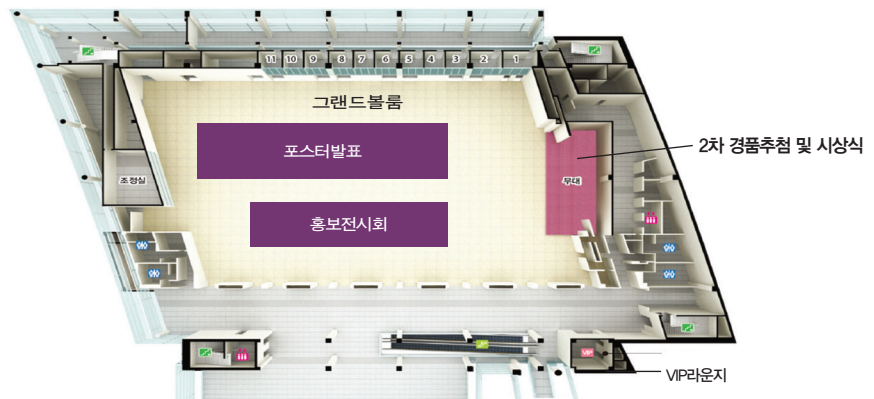 11 10 9 8 7 6 5 4 3 2 1
그랜드볼룸
포스터발표
2차 경품추첨 및 시상식
조정실
무대
홍보전시회
UP
VIP
VIP라운지